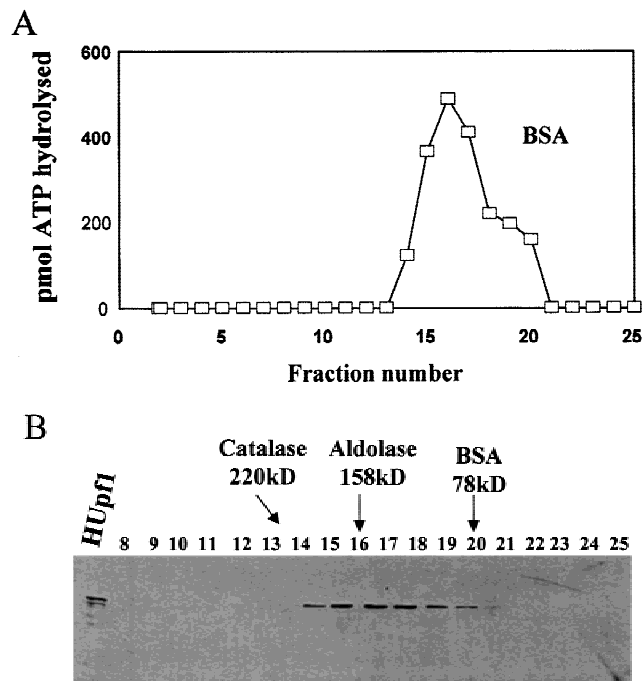 A
600
400
200
0
pmol ATP hydrolysed
BSA
0 5 10 15 20 25
Fraction number
B
HUpf1
Catalase
220kD
Aldolase
158kD
BSA
78kD
8 9 10 11 12 13 14 15 16 17 18 19 20 21 22 23 24 25